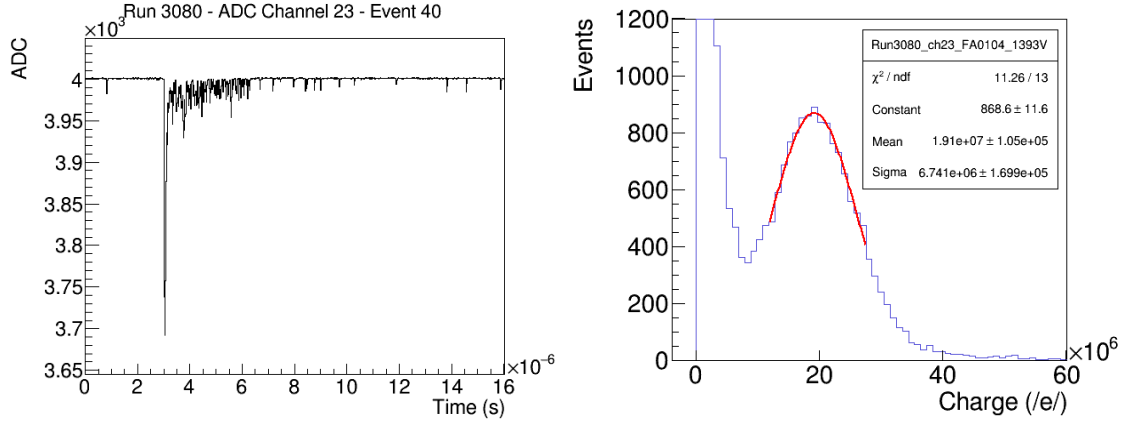 Run 3080 - ADC Channel 23 - Event 40
×10³
ADC
4
3.95
3.9
3.85
3.8
3.75
3.7
3.65
0 2 4 6 8 10 12 14 16
×10⁻⁶
Time (s)
Events
1200
1000
800
600
400
200
0
0 20 40 60
×10⁶
Charge (/e/)
Run3080_ch23_FA0104_1393V
χ² / ndf 11.26 / 13
Constant 868.6 ± 11.6
Mean 1.91e+07 ± 1.05e+05
Sigma 6.741e+06 ± 1.699e+05